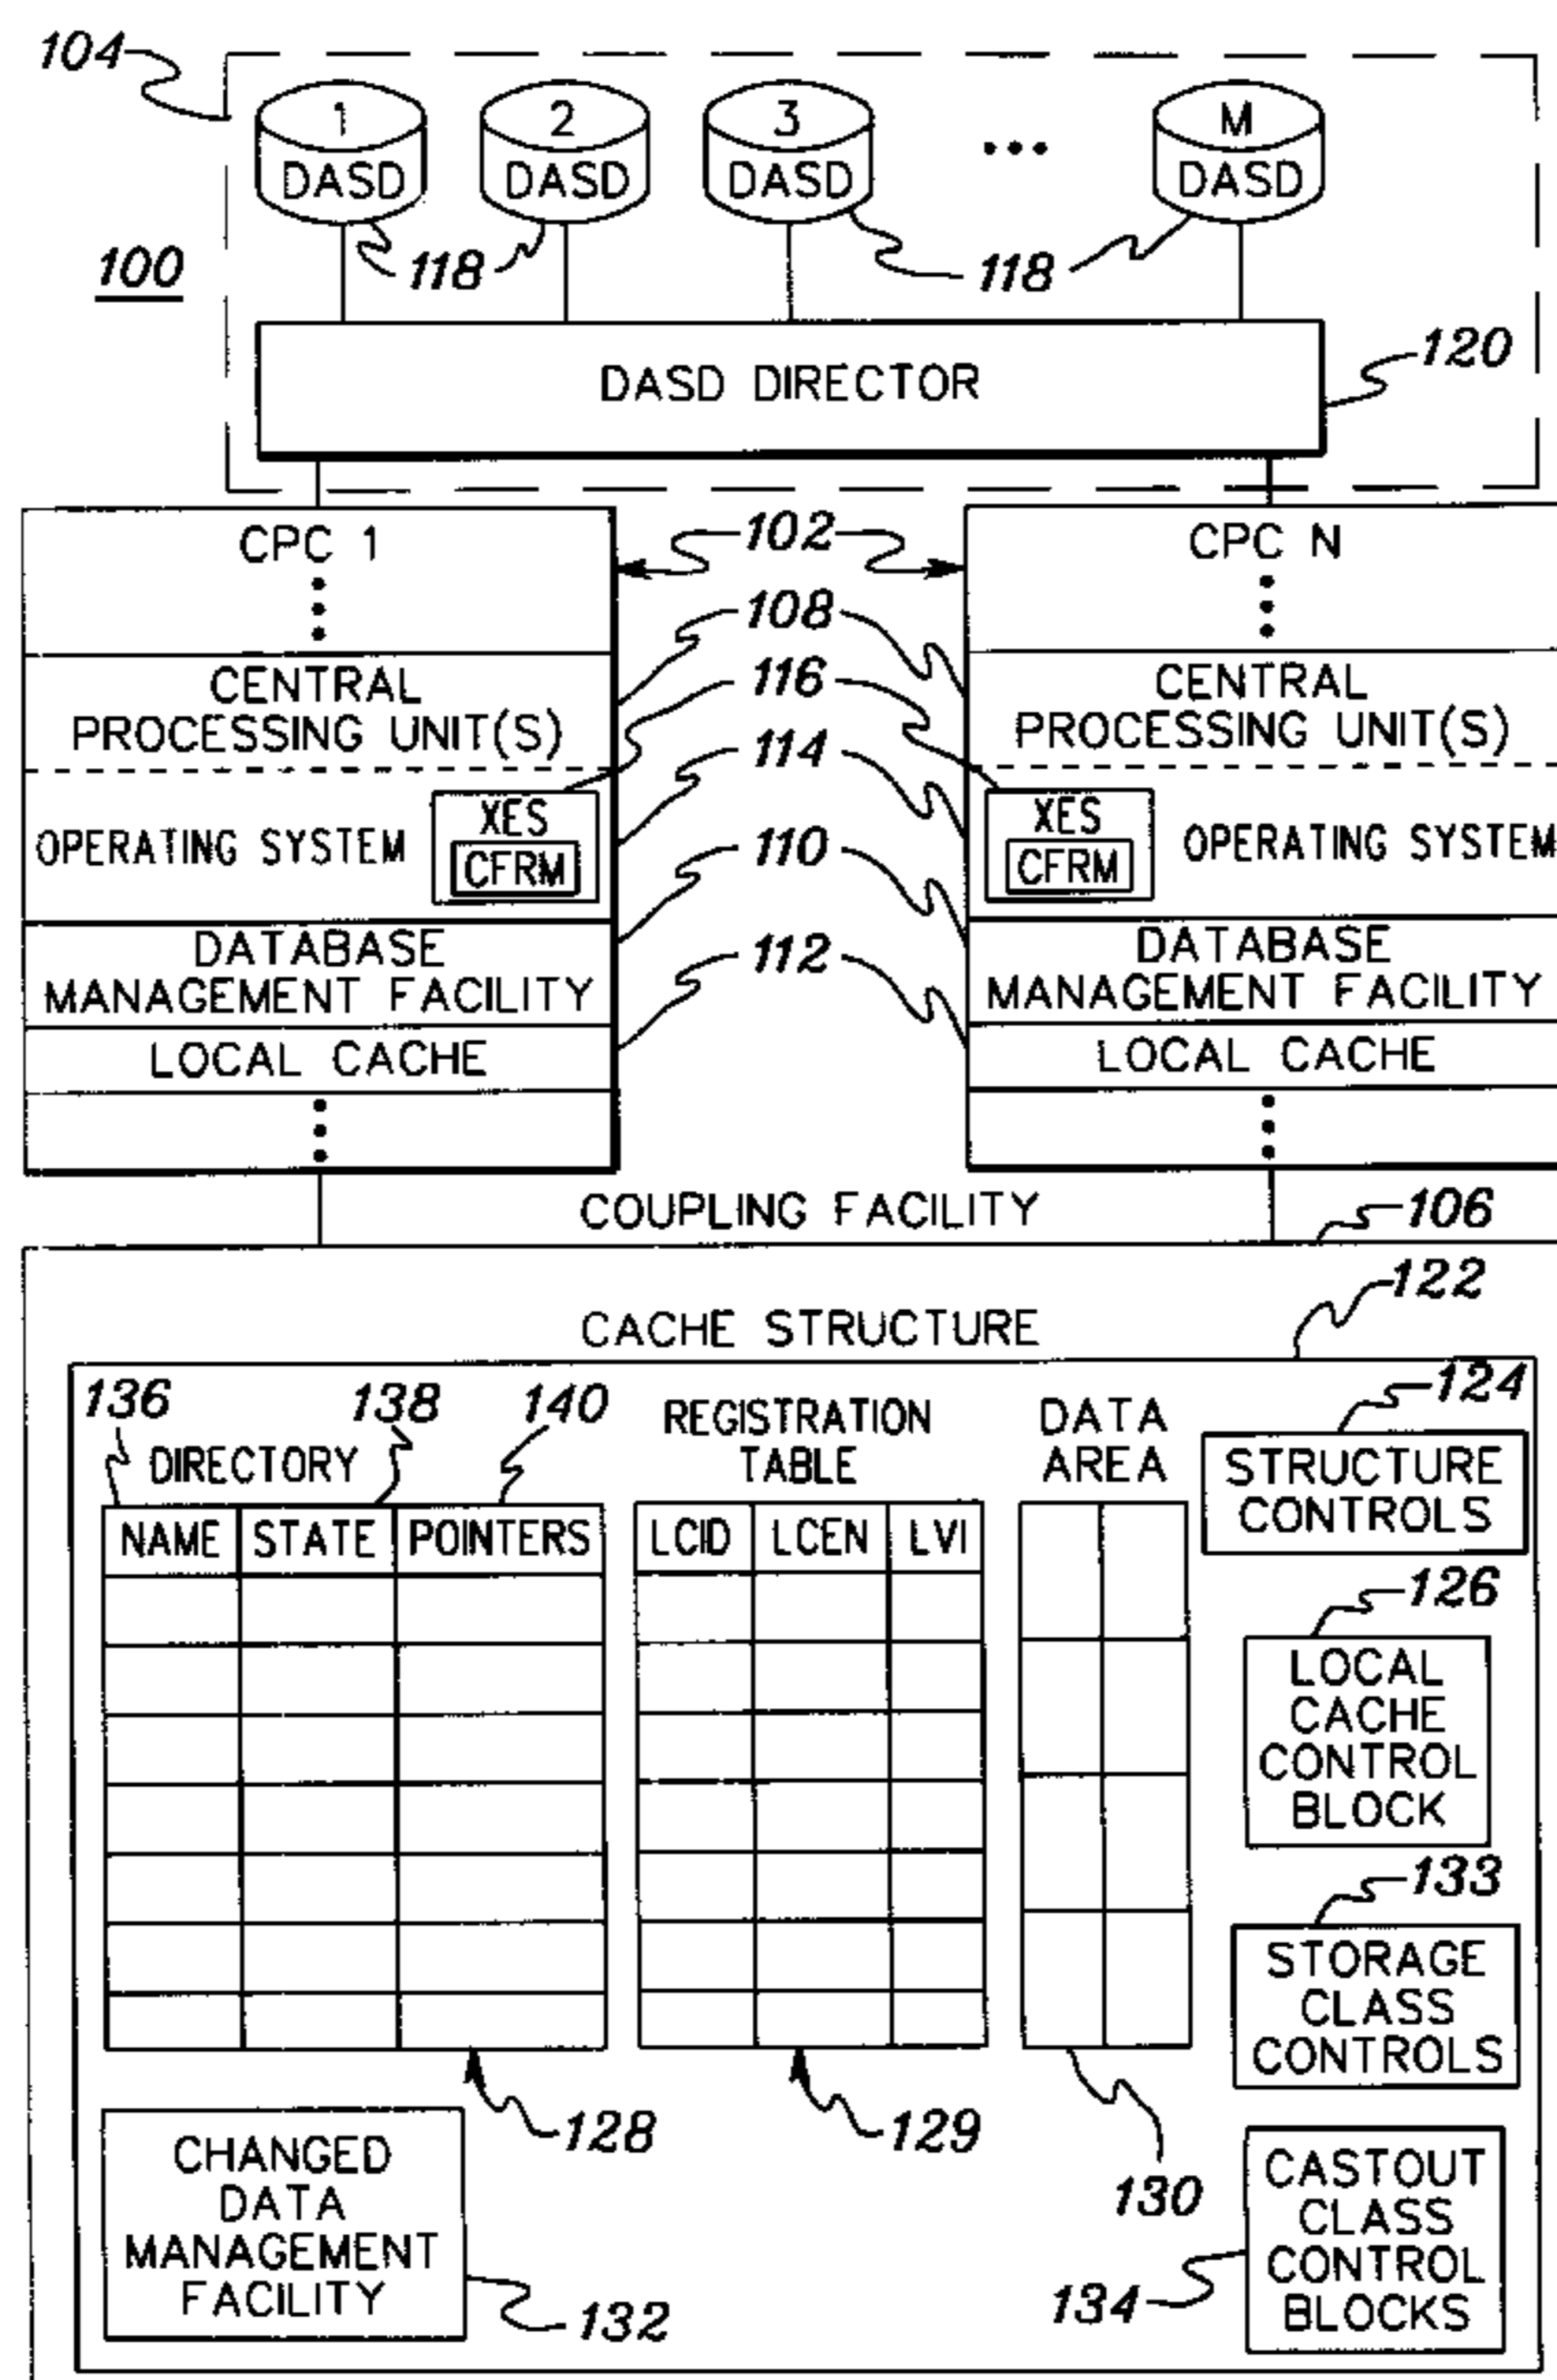 104
1 2 3 M
DASD DASD DASD ••• DASD
100
118 118
120
DASD DIRECTOR
CPC 1
102
CPC N
108
CENTRAL
PROCESSING UNIT(S)
116
CENTRAL
PROCESSING UNIT(S)
114
OPERATING SYSTEM
XES
CFRM
XES
CFRM
OPERATING SYSTEM
110
DATABASE
MANAGEMENT FACILITY
112
DATABASE
MANAGEMENT FACILITY
LOCAL CACHE
LOCAL CACHE
COUPLING FACILITY
106
122
CACHE STRUCTURE
136 138 140
DIRECTORY
REGISTRATION
TABLE
DATA
AREA
124
STRUCTURE
CONTROLS
NAME STATE POINTERS
LCID LCEN LVI
126
LOCAL
CACHE
CONTROL
BLOCK
133
STORAGE
CLASS
CONTROLS
128
129
130
CHANGED
DATA
MANAGEMENT
FACILITY
132
134
CASTOUT
CLASS
CONTROL
BLOCKS